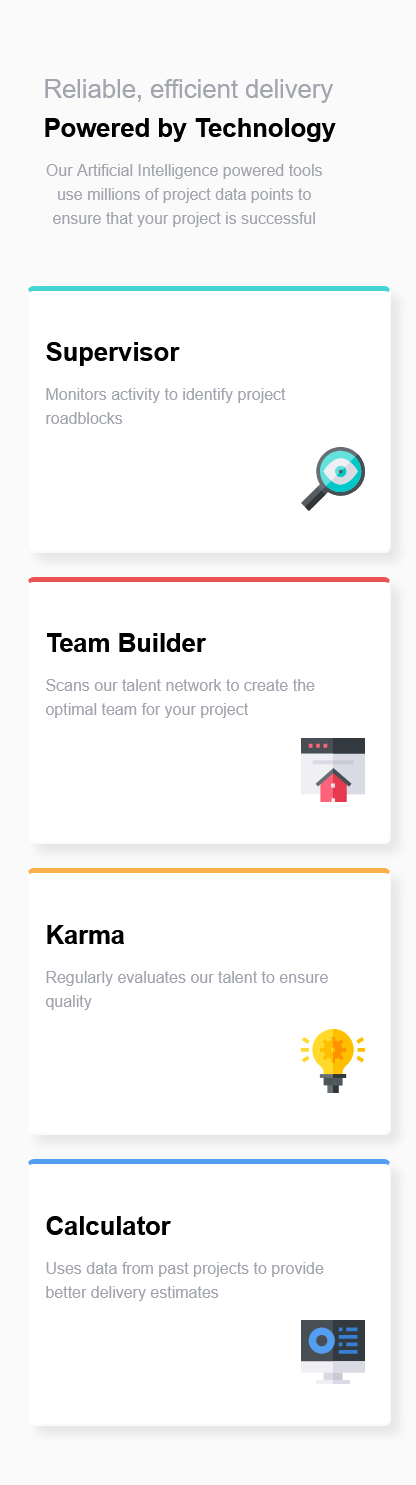 Reliable, efficient delivery
Powered by Technology
Our Artificial Intelligence powered tools
use millions of project data points to
ensure that your project is successful
Supervisor
Monitors activity to identify project
roadblocks
Team Builder
Scans our talent network to create the
optimal team for your project
Karma
Regularly evaluates our talent to ensure
quality
Calculator
Uses data from past projects to provide
better delivery estimates